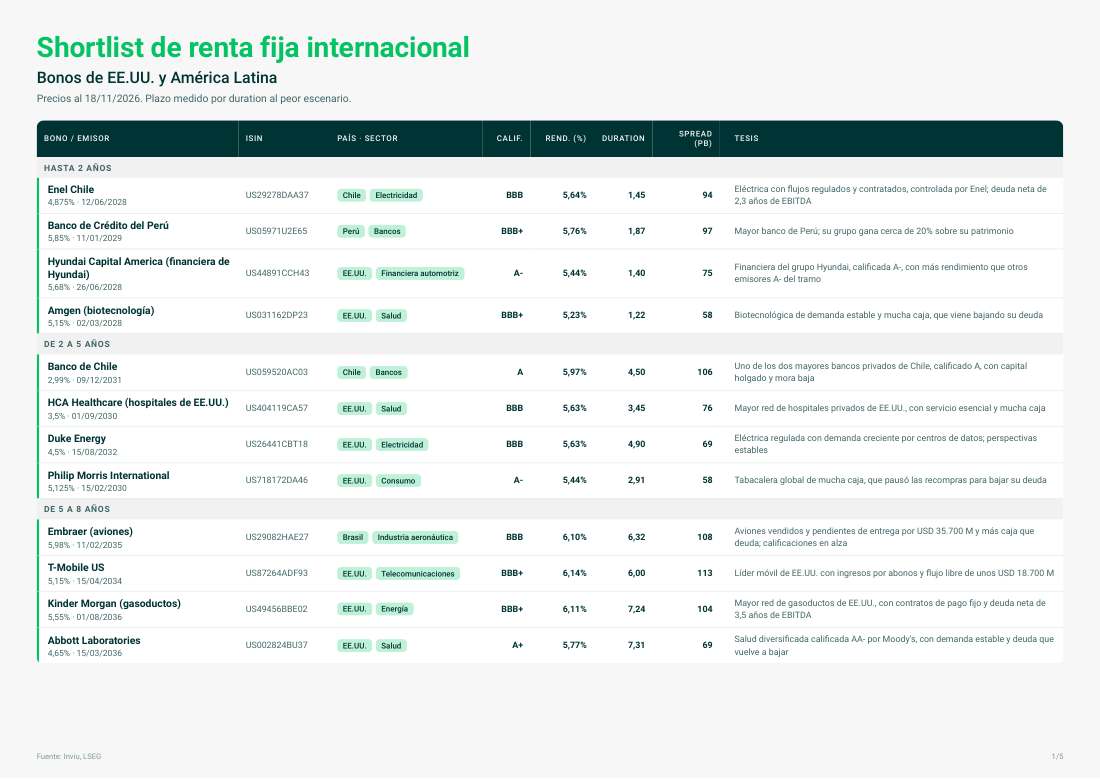 Shortlist de renta fija internacional
Bonos de EE.UU. y América Latina
Precios al 18/11/2026. Plazo medido por duration al peor escenario.
BONO / EMISOR ISIN PAÍS · SECTOR CALIF. REND. (%) DURATION SPREAD (PB) TESIS
HASTA 2 AÑOS
Enel Chile
4,875% · 12/06/2028
US29278DAA37 Chile Electricidad BBB 5,64% 1,45 94
Eléctrica con flujos regulados y contratados, controlada por Enel; deuda neta de
2,3 años de EBITDA
Banco de Crédito del Perú
5,85% · 11/01/2029
US05971U2E65 Perú Bancos BBB+ 5,76% 1,87 97
Mayor banco de Perú; su grupo gana cerca de 20% sobre su patrimonio
Hyundai Capital America (financiera de
Hyundai)
5,68% · 26/06/2028
US44891CCH43 EE.UU. Financiera automotriz A- 5,44% 1,40 75
Financiera del grupo Hyundai, calificada A-, con más rendimiento que otros
emisores A- del tramo
Amgen (biotecnología)
5,15% · 02/03/2028
US031162DP23 EE.UU. Salud BBB+ 5,23% 1,22 58
Biotecnológica de demanda estable y mucha caja, que viene bajando su deuda
DE 2 A 5 AÑOS
Banco de Chile
2,99% · 09/12/2031
US059520AC03 Chile Bancos A 5,97% 4,50 106
Uno de los dos mayores bancos privados de Chile, calificado A, con capital
holgado y mora baja
HCA Healthcare (hospitales de EE.UU.)
3,5% · 01/09/2030
US404119CA57 EE.UU. Salud BBB 5,63% 3,45 76
Mayor red de hospitales privados de EE.UU., con servicio esencial y mucha caja
Duke Energy
4,5% · 15/08/2032
US26441CBT18 EE.UU. Electricidad BBB 5,63% 4,90 69
Eléctrica regulada con demanda creciente por centros de datos; perspectivas
estables
Philip Morris International
5,125% · 15/02/2030
US718172DA46 EE.UU. Consumo A- 5,44% 2,91 58
Tabacalera global de mucha caja, que pausó las recompras para bajar su deuda
DE 5 A 8 AÑOS
Embraer (aviones)
5,98% · 11/02/2035
US29082HAE27 Brasil Industria aeronáutica BBB 6,10% 6,32 108
Aviones vendidos y pendientes de entrega por USD 35.700 M y más caja que
deuda; calificaciones en alza
T-Mobile US
5,15% · 15/04/2034
US87264ADF93 EE.UU. Telecomunicaciones BBB+ 6,14% 6,00 113
Líder móvil de EE.UU. con ingresos por abonos y flujo libre de unos USD 18.700 M
Kinder Morgan (gasoductos)
5,55% · 01/08/2036
US49456BBE02 EE.UU. Energía BBB+ 6,11% 7,24 104
Mayor red de gasoductos de EE.UU., con contratos de pago fijo y deuda neta de
3,5 años de EBITDA
Abbott Laboratories
4,65% · 15/03/2036
US002824BU37 EE.UU. Salud A+ 5,77% 7,31 69
Salud diversificada calificada AA- por Moody's, con demanda estable y deuda que
vuelve a bajar
Fuente: Inviu, LSEG
1/5